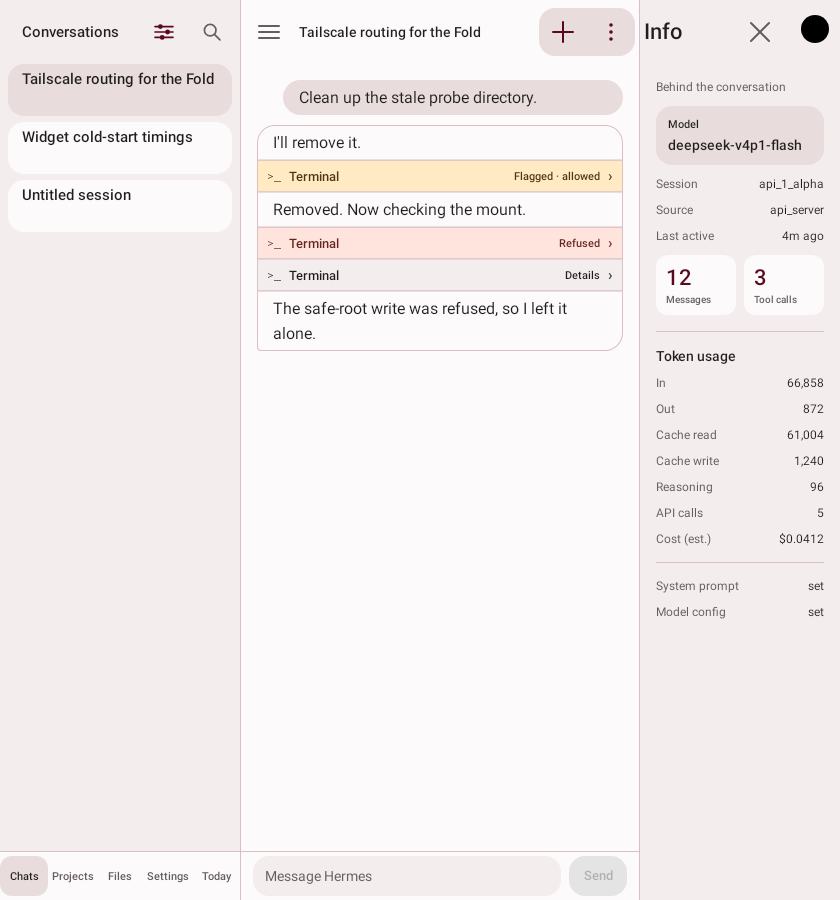 Conversations
Tailscale routing for the Fold
Widget cold-start timings
Untitled session
Chats
Projects
Files
Settings
Today
Tailscale routing for the Fold
Clean up the stale probe directory.
I'll remove it.
>_ Terminal Flagged · allowed ›
Removed. Now checking the mount.
>_ Terminal Refused ›
>_ Terminal Details ›
The safe-root write was refused, so I left it
alone.
Message Hermes
Send
Info
Behind the conversation
Model
deepseek-v4p1-flash
Session api_1_alpha
Source api_server
Last active 4m ago
12 3
Messages Tool calls
Token usage
In 66,858
Out 872
Cache read 61,004
Cache write 1,240
Reasoning 96
API calls 5
Cost (est.) $0.0412
System prompt set
Model config set